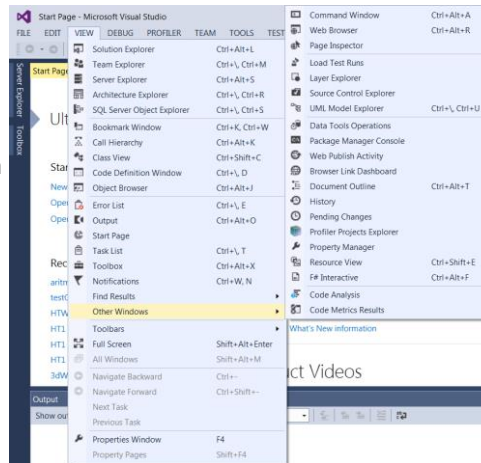 Start Page - Microsoft Visual Studio
FILE EDIT VIEW DEBUG PROFILER TEAM TOOLS TEST
Server Explorer
Toolbox
Start Page
Ult
Star
New
Open
Open
Rec
aritm
testC
HTW
HT1
HT1
HT1
3dW
Solution Explorer Ctrl+Alt+L
Team Explorer Ctrl+\, Ctrl+M
Server Explorer Ctrl+Alt+S
Architecture Explorer Ctrl+\, Ctrl+R
SQL Server Object Explorer Ctrl+\, Ctrl+S
Bookmark Window Ctrl+K, Ctrl+W
Call Hierarchy Ctrl+Alt+K
Class View Ctrl+Shift+C
Code Definition Window Ctrl+\, D
Object Browser Ctrl+Alt+J
Error List Ctrl+\, E
Output Ctrl+Alt+O
Start Page
Task List Ctrl+\, T
Toolbox Ctrl+Alt+X
Notifications Ctrl+W, N
Find Results
Other Windows
Toolbars
Full Screen Shift+Alt+Enter
All Windows Shift+Alt+M
Navigate Backward Ctrl+-
Navigate Forward Ctrl+Shift+-
Next Task
Previous Task
Properties Window F4
Property Pages Shift+F4
Command Window Ctrl+Alt+A
Web Browser Ctrl+Alt+R
Page Inspector
Load Test Runs
Layer Explorer
Source Control Explorer
UML Model Explorer Ctrl+\, Ctrl+U
Data Tools Operations
Package Manager Console
Web Publish Activity
Browser Link Dashboard
Document Outline Ctrl+Alt+T
History
Pending Changes
Profiler Projects Explorer
Property Manager
Resource View Ctrl+Shift+E
F# Interactive Ctrl+Alt+F
Code Analysis
Code Metrics Results
What's New information
uct Videos
Output
Show ou